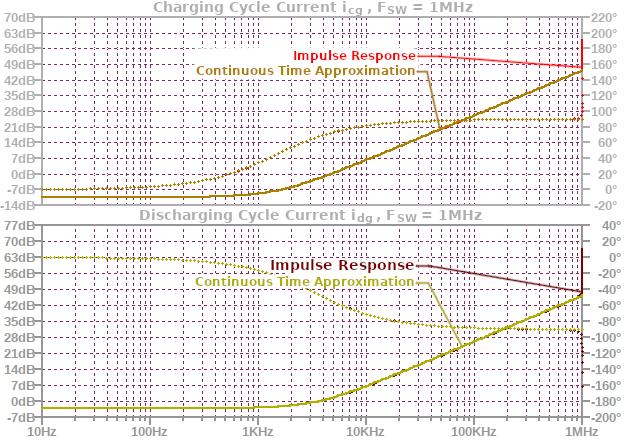 Charging Cycle Current icg , FSW = 1MHz
70dB 220°
63dB 200°
56dB 180°
49dB 160°
42dB 140°
35dB 120°
28dB 100°
21dB 80°
14dB 60°
7dB 40°
0dB 20°
-7dB 0°
-14dB -20°
Impulse Response
Continuous Time Approximation
Discharging Cycle Current idg , FSW = 1MHz
77dB 40°
70dB 20°
63dB 0°
56dB -20°
49dB -40°
42dB -60°
35dB -80°
28dB -100°
21dB -120°
14dB -140°
7dB -160°
0dB -180°
-7dB -200°
Impulse Response
Continuous Time Approximation
10Hz 100Hz 1KHz 10KHz 100KHz 1MHz